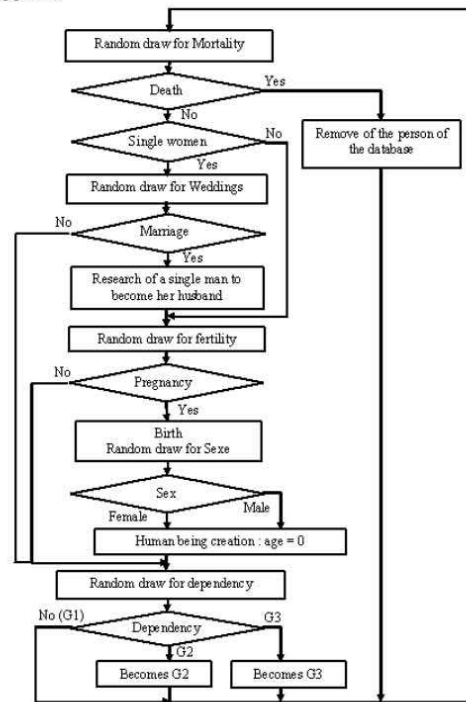 Random draw for Mortality
Death
Yes
No
Remove of the person of
the database
Single women
No
Yes
Random draw for Weddings
No
Marriage
Yes
Research of a single man to
become her husband
Random draw for fertility
No
Pregnancy
Yes
Birth
Random draw for Sexe
Sex
Female
Male
Human being creation : age = 0
Random draw for dependency
No (G1)
Dependency
G3
G2
Becomes G2
Becomes G3